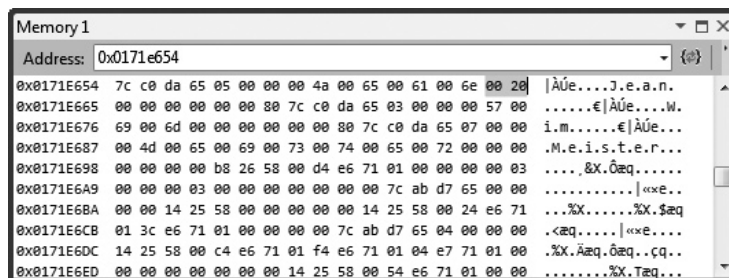 Memory 1
Address: 0x0171e654
0x0171E654 7c c0 da 65 05 00 00 00 4a 00 65 00 61 00 6e 00 20 |ÀÚe....J.e.a.n.
0x0171E665 00 00 00 00 00 00 80 7c c0 da 65 03 00 00 00 57 00 ......€|ÀÚe....W.
0x0171E676 69 00 6d 00 00 00 00 00 00 80 7c c0 da 65 07 00 00 i.m......€|ÀÚe...
0x0171E687 00 4d 00 65 00 69 00 73 00 74 00 65 00 72 00 00 00 .M.e.i.s.t.e.r...
0x0171E698 00 00 00 00 b8 26 58 00 d4 e6 71 01 00 00 00 00 03 ....¸&X.Ôæq......
0x0171E6A9 00 00 00 03 00 00 00 00 00 00 00 7c ab d7 65 00 00 ...........|«×e..
0x0171E6BA 00 00 14 25 58 00 00 00 00 00 14 25 58 00 24 e6 71 ...%X......%X.$æq
0x0171E6CB 01 3c e6 71 01 00 00 00 00 7c ab d7 65 04 00 00 00 .<æq.....|«×e....
0x0171E6DC 14 25 58 00 c4 e6 71 01 f4 e6 71 01 04 e7 71 01 00 .%X.Äæq.ôæq..çq..
0x0171E6ED 00 00 00 00 00 00 14 25 58 00 54 e6 71 01 00 00 ........%X.Tæq...